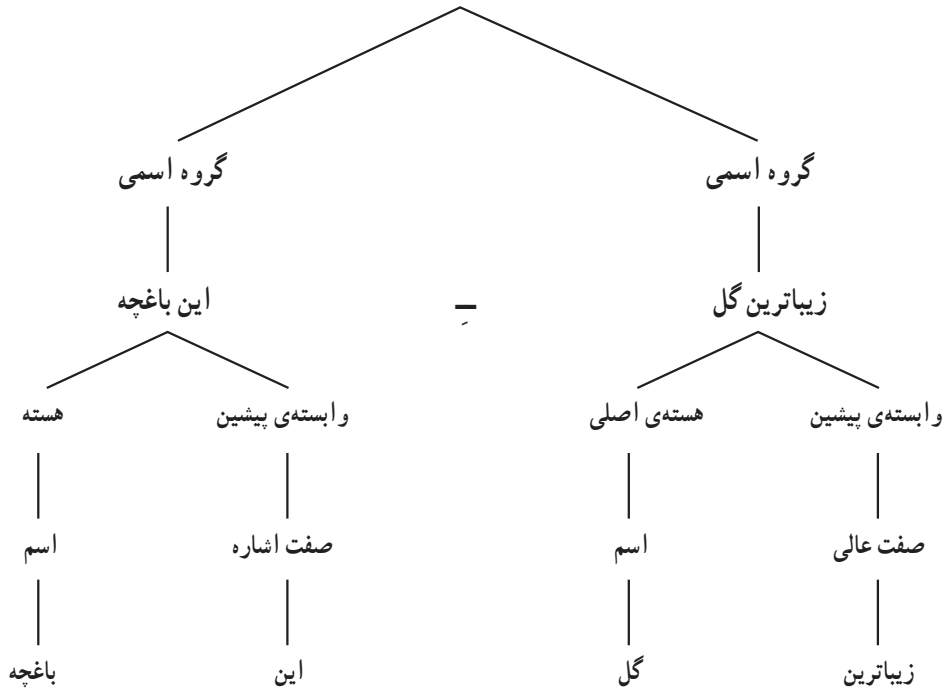 گروه اسمی گروه اسمی
زیباترین گل ـِ این باغچه
وابسته‌ی پیشین هسته‌ی اصلی وابسته‌ی پیشین هسته
صفت عالی اسم صفت اشاره اسم
زیباترین گل این باغچه